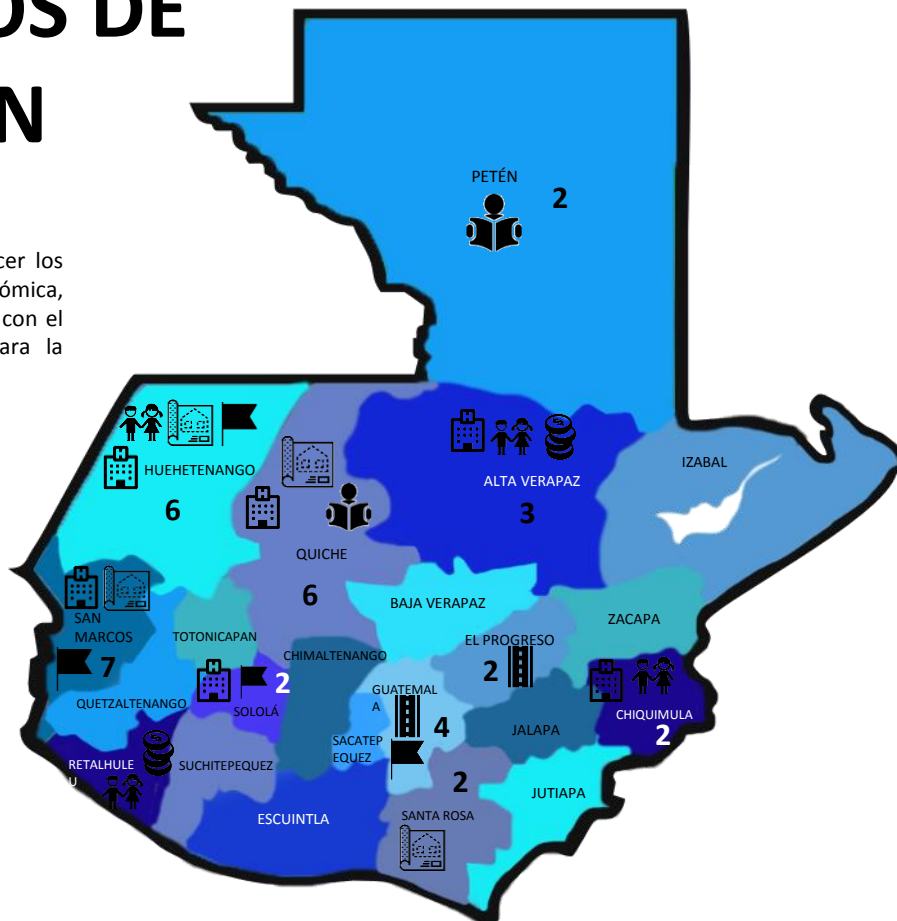 OS DE
N
cer los
ómica,
con el
ara la
PETÉN
2
HUEHETENANGO
6
QUICHE
6
ALTA VERAPAZ
3
IZABAL
SAN
MARCOS
7
TOTONICAPAN
QUETZALTENANGO
SOLOLÁ
2
CHIMALTENANGO
BAJA VERAPAZ
EL PROGRESO
2
ZACAPA
GUATEMAL
A
4
SACATEP
EQUEZ
JALAPA
CHIQUIMULA
2
RETALHULE
U
SUCHITEPEQUEZ
ESCUINTLA
2
SANTA ROSA
JUTIAPA